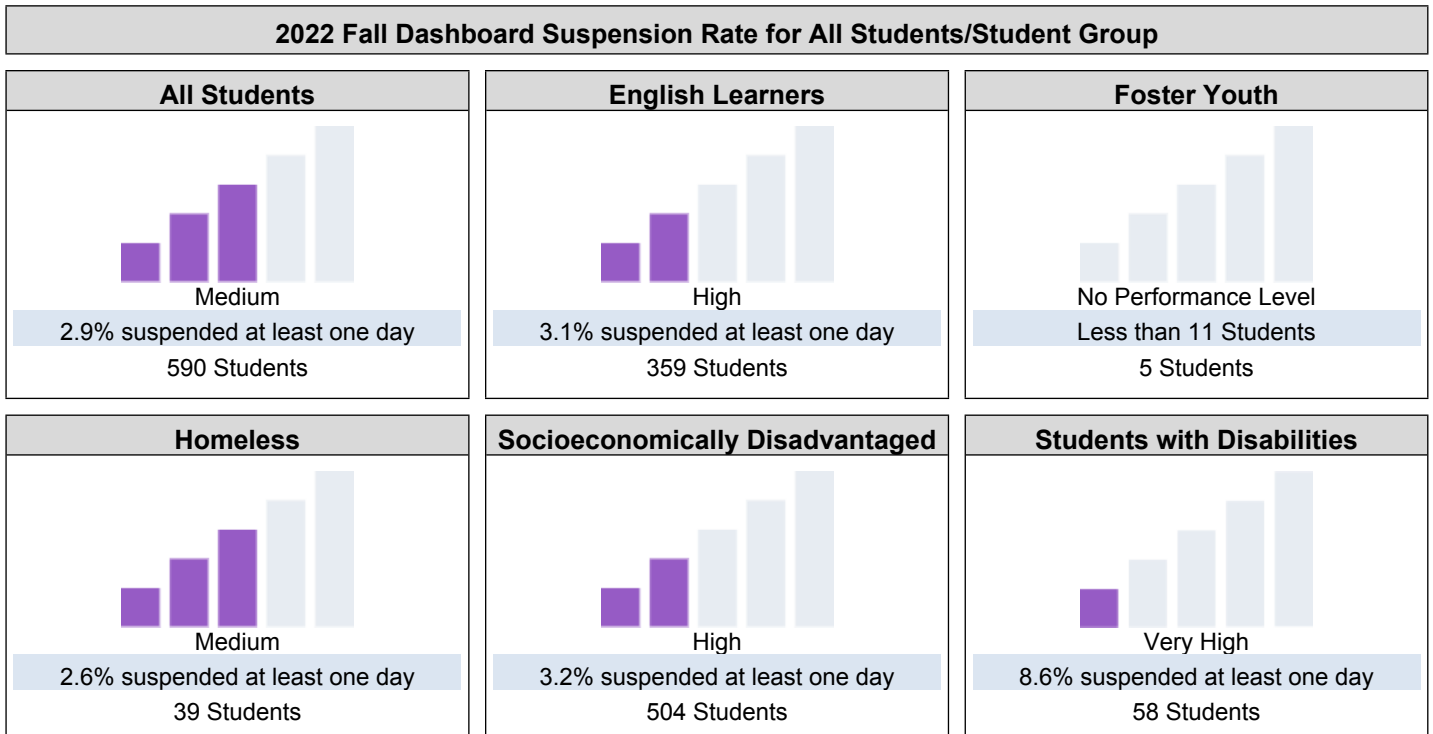 2022 Fall Dashboard Suspension Rate for All Students/Student Group
All Students
Medium
2.9% suspended at least one day
590 Students
English Learners
High
3.1% suspended at least one day
359 Students
Foster Youth
No Performance Level
Less than 11 Students
5 Students
Homeless
Medium
2.6% suspended at least one day
39 Students
Socioeconomically Disadvantaged
High
3.2% suspended at least one day
504 Students
Students with Disabilities
Very High
8.6% suspended at least one day
58 Students